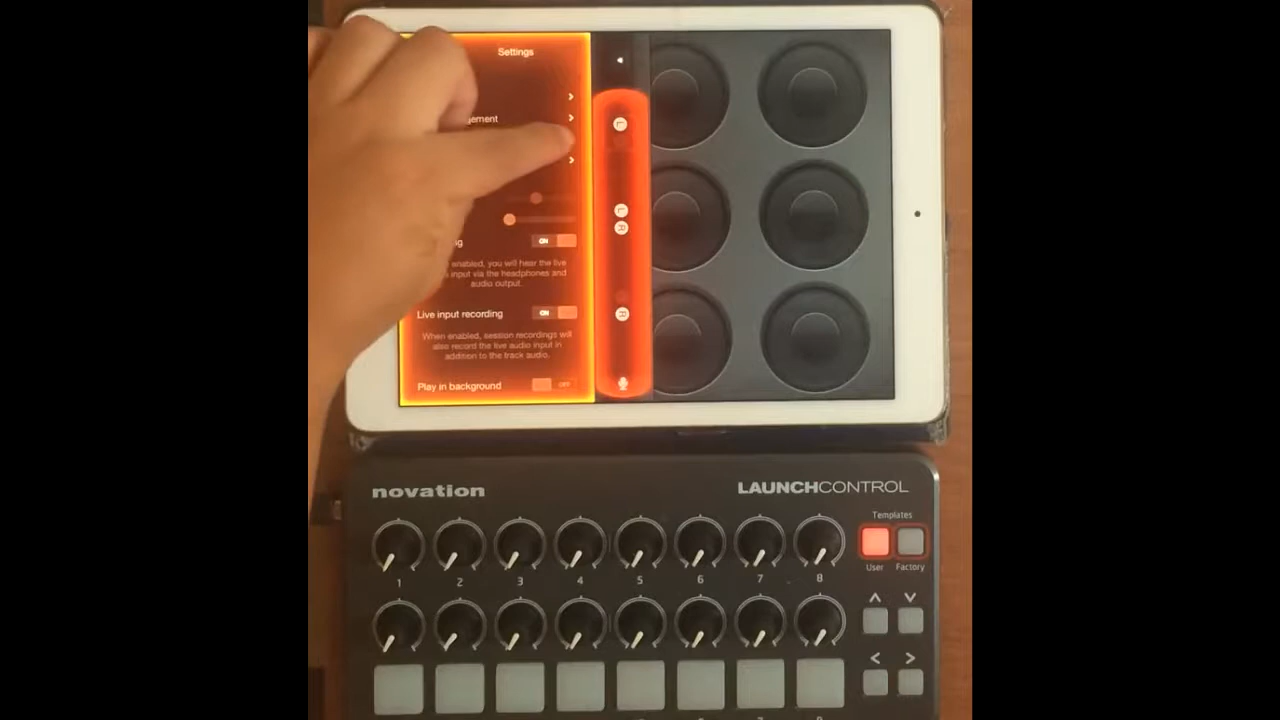 Settings
L
L
R
ON
enabled, you will hear the live
input via the headphones and
audio output.
Live input recording ON
R
When enabled, session recordings will
also record the live audio input in
addition to the track audio.
Play in background OFF
novation LAUNCHCONTROL
Templates
User Factory
1 2 3 4 5 6 7 8